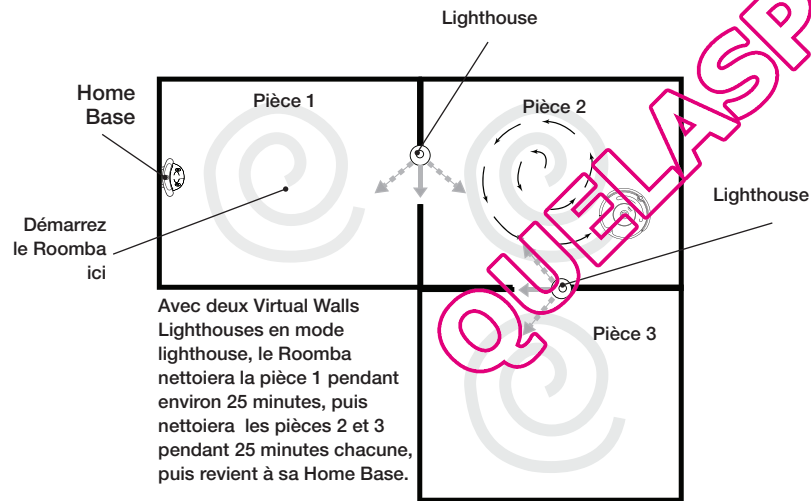 Lighthouse
Home
Base
Pièce 1
Pièce 2
Lighthouse
Démarrez
le Roomba
ici
Avec deux Virtual Walls
Lighthouses en mode
lighthouse, le Roomba
nettoiera la pièce 1 pendant
environ 25 minutes, puis
nettoiera les pièces 2 et 3
pendant 25 minutes chacune,
puis revient à sa Home Base.
Pièce 3
QUELASP